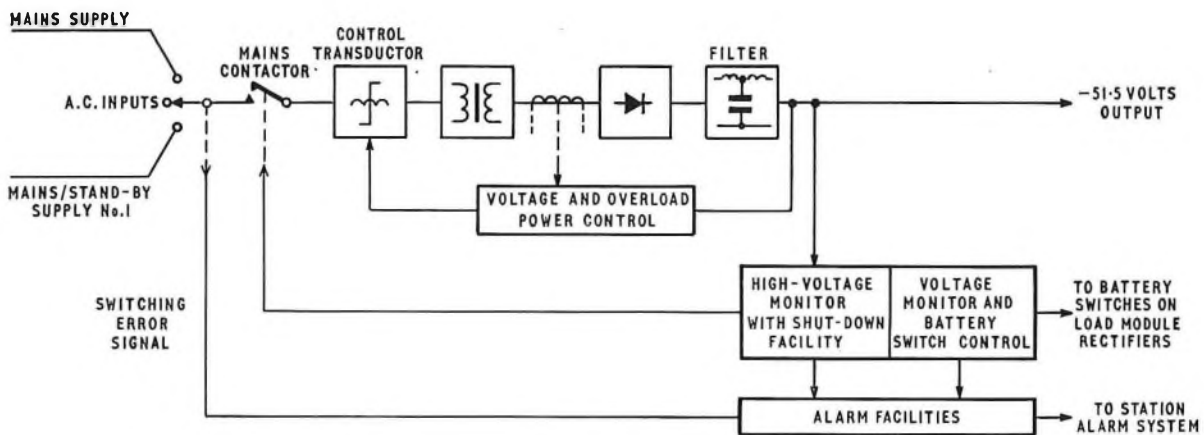 MAINS SUPPLY
A.C. INPUTS
MAINS/STAND-BY
SUPPLY No.1
MAINS
CONTACTOR
CONTROL
TRANSDUCTOR
FILTER
-51·5 VOLTS
OUTPUT
VOLTAGE AND OVERLOAD
POWER CONTROL
SWITCHING
ERROR
SIGNAL
HIGH-VOLTAGE
MONITOR
WITH SHUT-DOWN
FACILITY
VOLTAGE
MONITOR AND
BATTERY
SWITCH CONTROL
TO BATTERY
SWITCHES ON
LOAD MODULE
RECTIFIERS
ALARM FACILITIES
TO STATION
ALARM SYSTEM